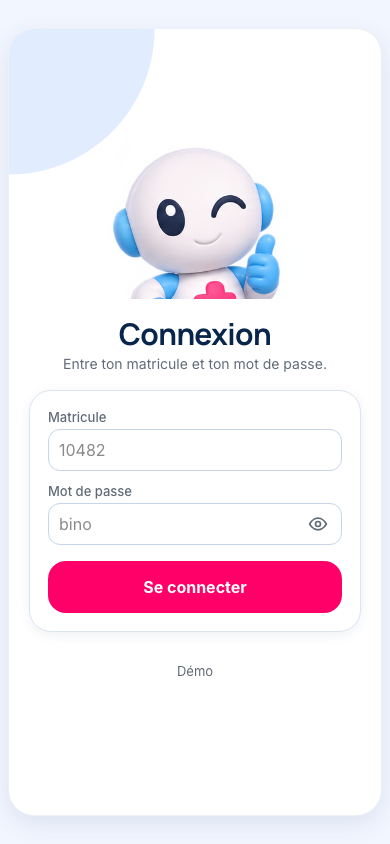 Connexion
Entre ton matricule et ton mot de passe.
Matricule
10482
Mot de passe
bino
Se connecter
Démo